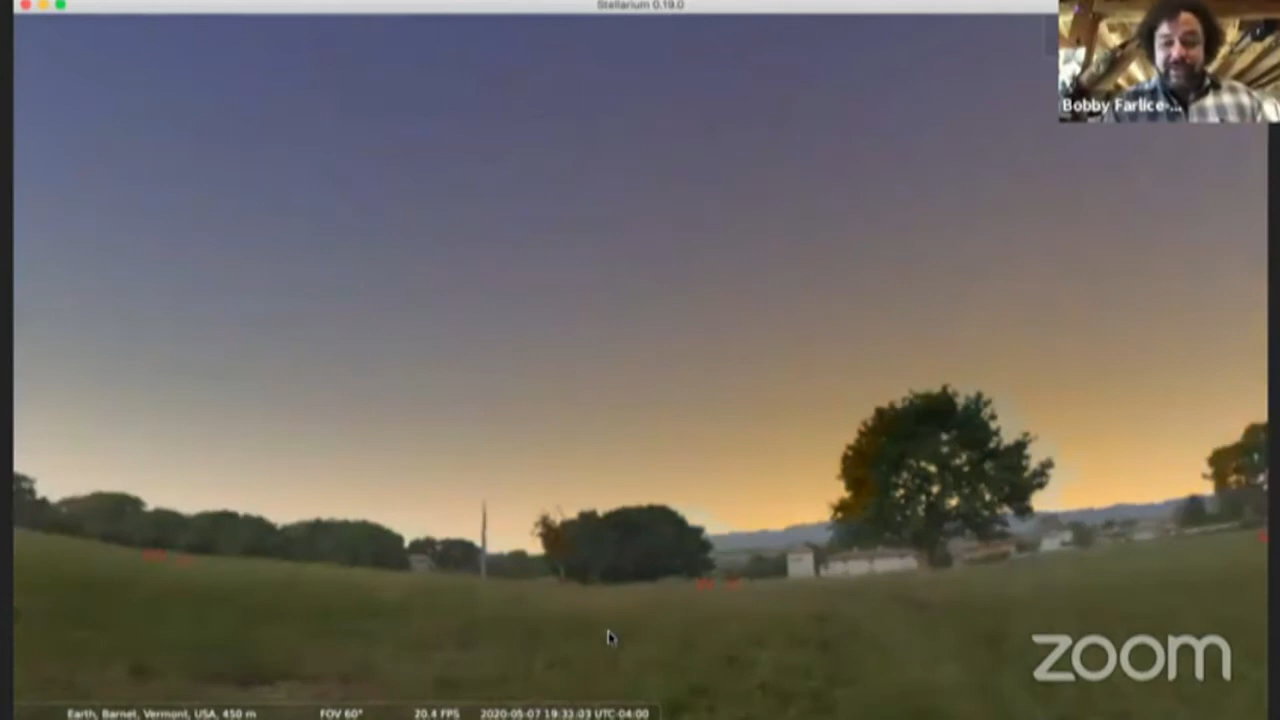 Stellarium 0.19.0
Bobby Farlice-...
zoom
Earth, Barnet, Vermont, USA, 450 m FOV 60° 20.4 FPS 2020-05-07 19:33:03 UTC-04:00